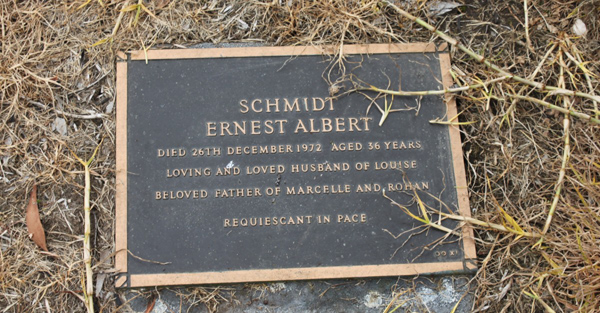 SCHMIDT
ERNEST ALBERT
DIED 26TH DECEMBER 1972 AGED 36 YEARS
LOVING AND LOVED HUSBAND OF LOUISE
BELOVED FATHER OF MARCELLE AND ROHAN
REQUIESCANT IN PACE